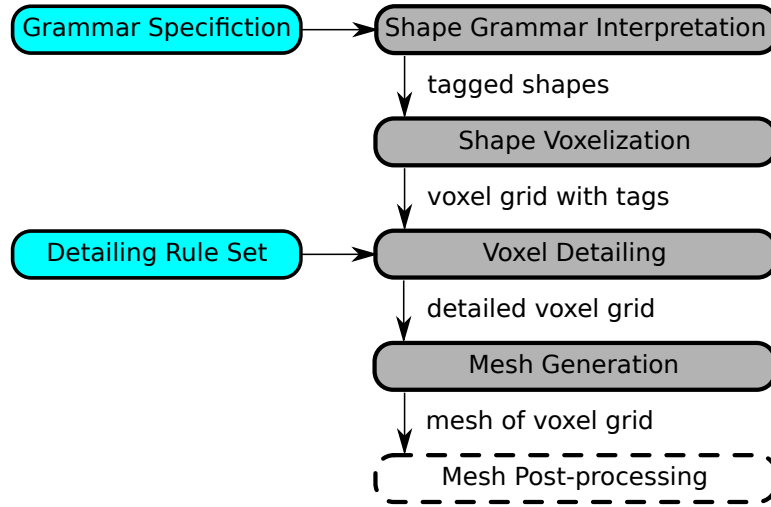 Grammar Specifiction
Shape Grammar Interpretation
tagged shapes
Shape Voxelization
voxel grid with tags
Detailing Rule Set
Voxel Detailing
detailed voxel grid
Mesh Generation
mesh of voxel grid
Mesh Post-processing